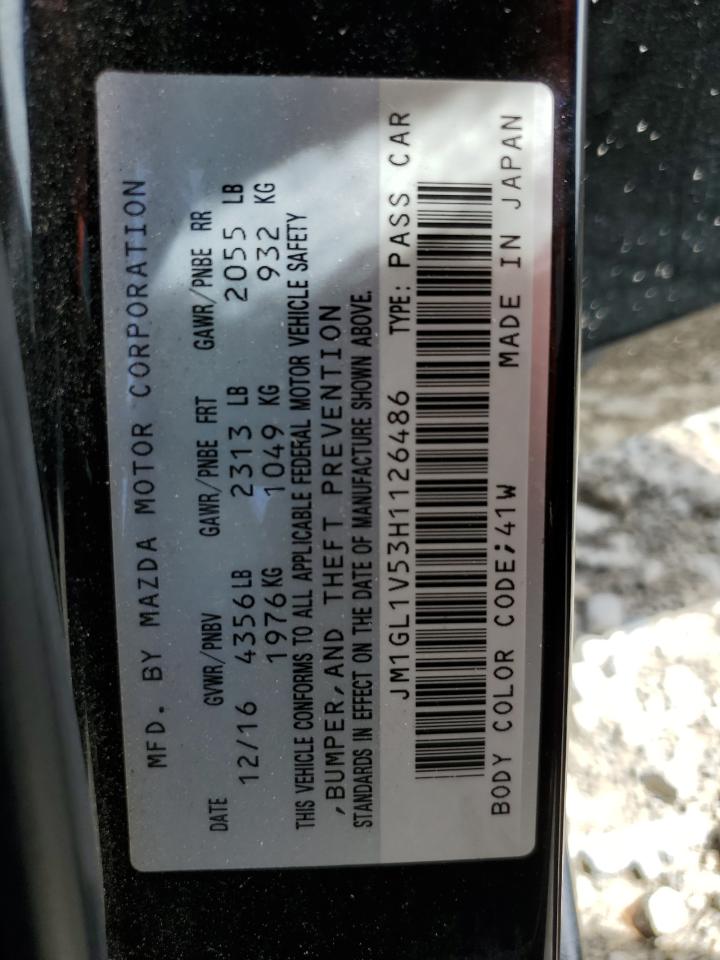 MFD. BY MAZDA MOTOR CORPORATION
DATE GVWR/PNBV GAWR/PNBE FRT GAWR/PNBE RR
12/16 4356LB 2313 LB 2055 LB
1976KG 1049 KG 932 KG
THIS VEHICLE CONFORMS TO ALL APPLICABLE FEDERAL MOTOR VEHICLE SAFETY
,BUMPER,AND THEFT PREVENTION
STANDARDS IN EFFECT ON THE DATE OF MANUFACTURE SHOWN ABOVE.
JM1GL1V53H1126486 TYPE: PASS CAR
BODY COLOR CODE;41W MADE IN JAPAN